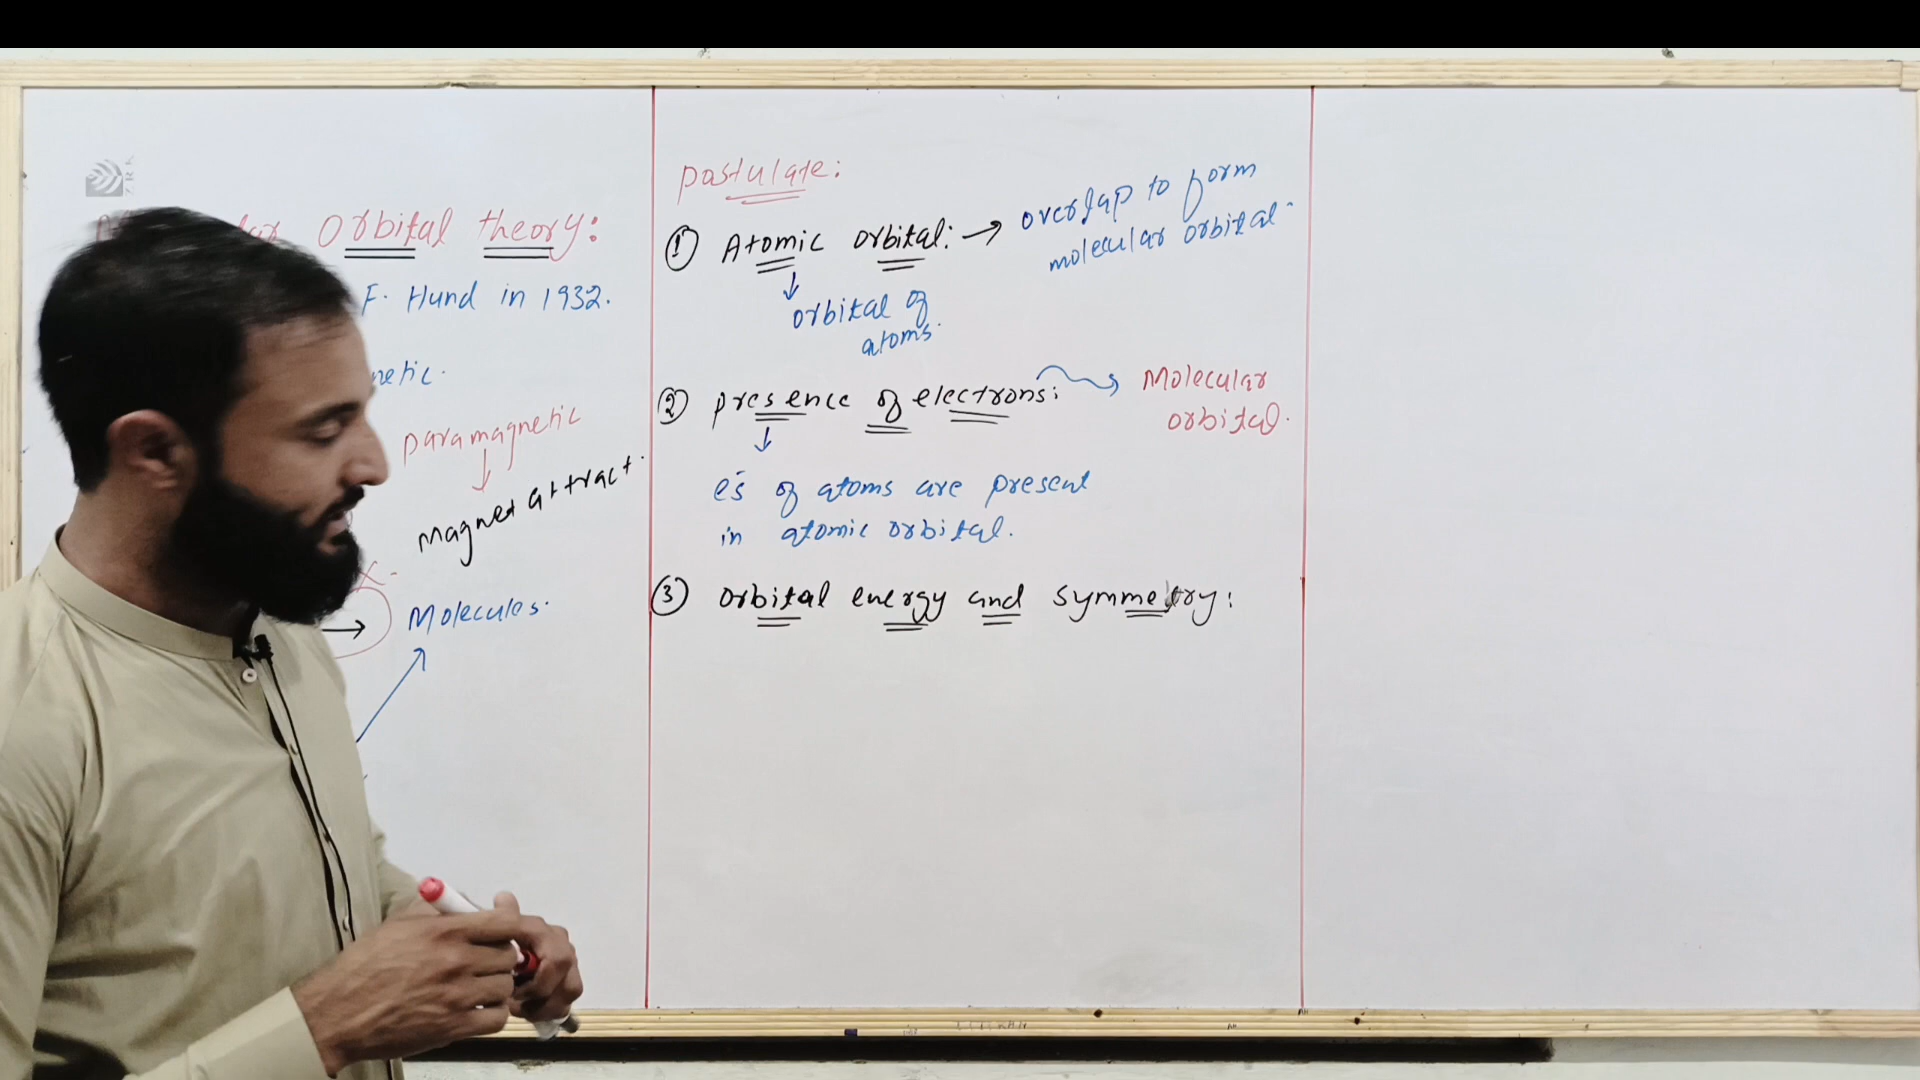 Orbital theory:
F. Hund in 1932.
netic.
paramagnetic
magnet attract.
Molecules.
postulate:
① Atomic orbital: → overlap to form
molecular orbital.
orbital of
atoms.
② presence of electrons: Molecular
orbital.
es of atoms are present
in atomic orbital.
③ orbital energy and symmetry: